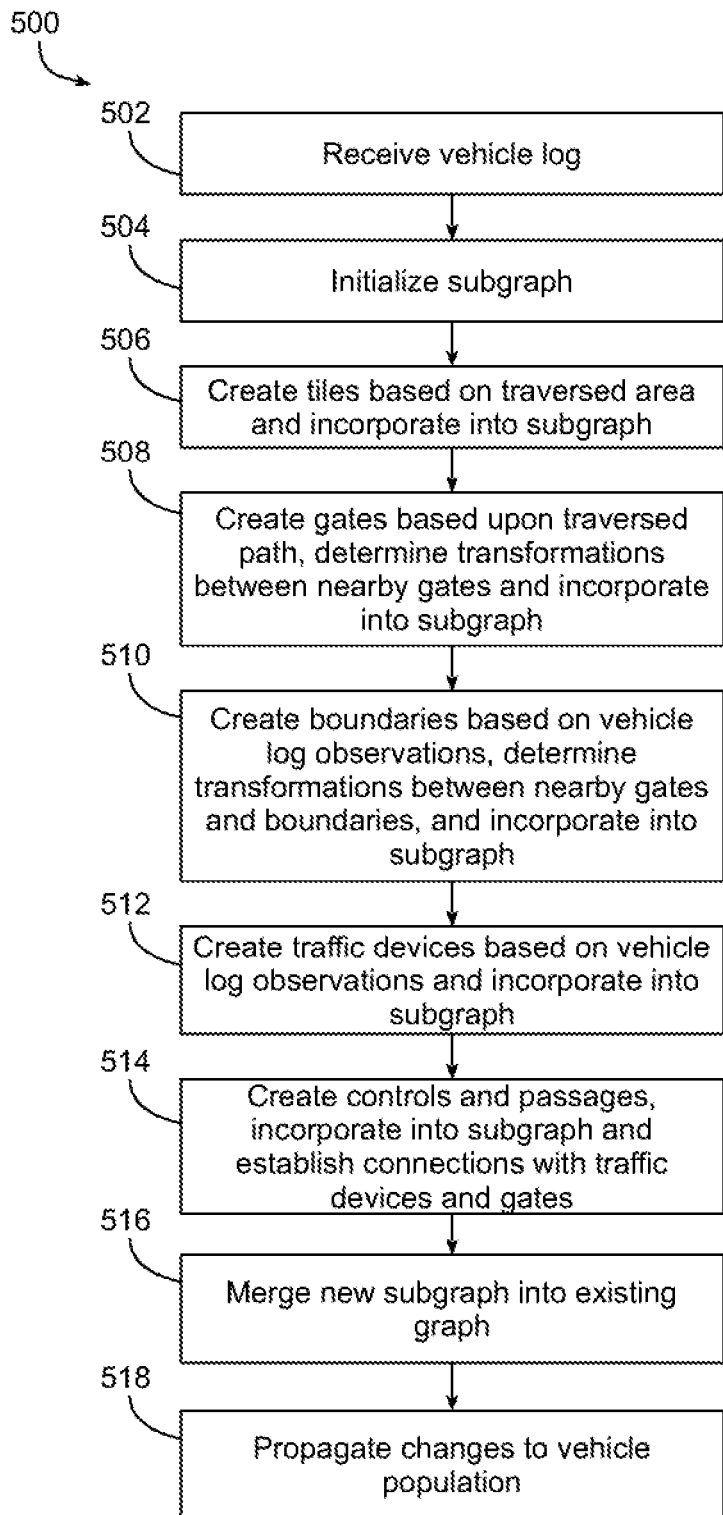 500
502
Receive vehicle log
504
Initialize subgraph
506
Create tiles based on traversed area
and incorporate into subgraph
508
Create gates based upon traversed
path, determine transformations
between nearby gates and incorporate
into subgraph
510
Create boundaries based on vehicle
log observations, determine
transformations between nearby gates
and boundaries, and incorporate into
subgraph
512
Create traffic devices based on vehicle
log observations and incorporate into
subgraph
514
Create controls and passages,
incorporate into subgraph and
establish connections with traffic
devices and gates
516
Merge new subgraph into existing
graph
518
Propagate changes to vehicle
population